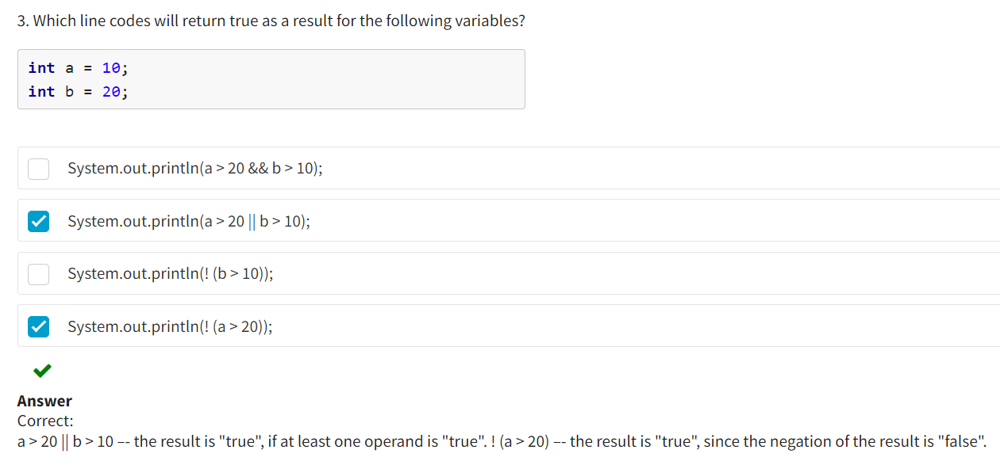 3. Which line codes will return true as a result for the following variables?
int a = 10;
int b = 20;
System.out.println(a > 20 && b > 10);
System.out.println(a > 20 || b > 10);
System.out.println(! (b > 10));
System.out.println(! (a > 20));
Answer
Correct:
a > 20 || b > 10 –- the result is "true", if at least one operand is "true". ! (a > 20) –- the result is "true", since the negation of the result is "false".